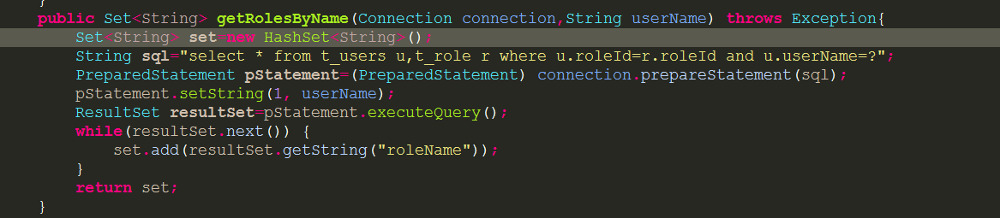 }
public Set<String> getRolesByName(Connection connection,String userName) throws Exception{
Set<String> set=new HashSet<String>();
String sql="select * from t_users u,t_role r where u.roleId=r.roleId and u.userName=?";
PreparedStatement pStatement=(PreparedStatement) connection.prepareStatement(sql);
pStatement.setString(1, userName);
ResultSet resultSet=pStatement.executeQuery();
while(resultSet.next()) {
set.add(resultSet.getString("roleName"));
}
return set;
}